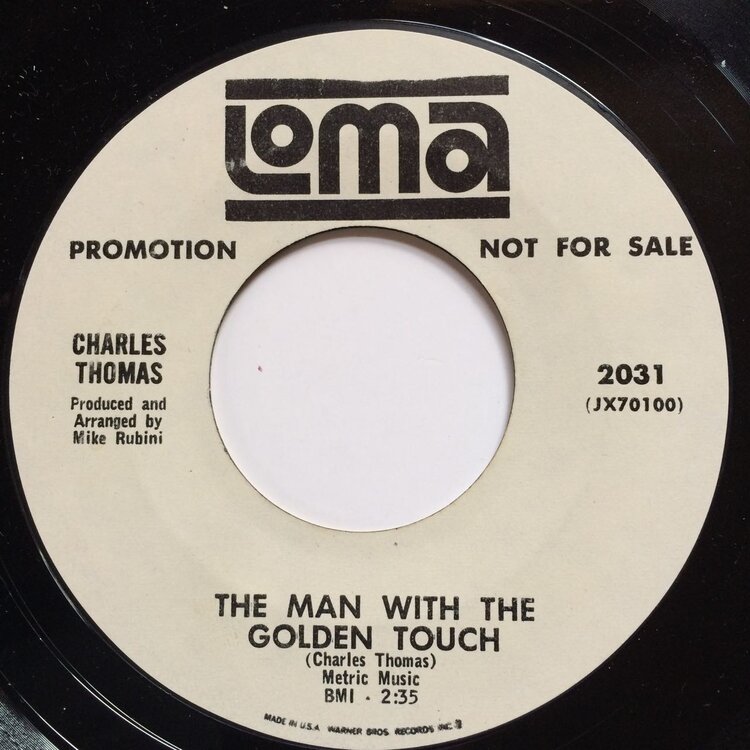 Loma
PROMOTION
NOT FOR SALE
CHARLES
THOMAS
Produced and
Arranged by
Mike Rubini
2031
(JX70100)
THE MAN WITH THE
GOLDEN TOUCH
(Charles Thomas)
Metric Music
BMI - 2:35
MADE IN U.S.A. WARNER BROS. RECORDS INC.